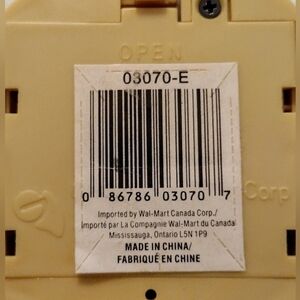 OPEN
03070-E
0 86786 03070 7
Corp
Imported by Wal-Mart Canada Corp./
Importé par La Compagnie Wal-Mart du Canada
Mississauga, Ontario L5N 1P9
MADE IN CHINA/
FABRIQUÉ EN CHINE